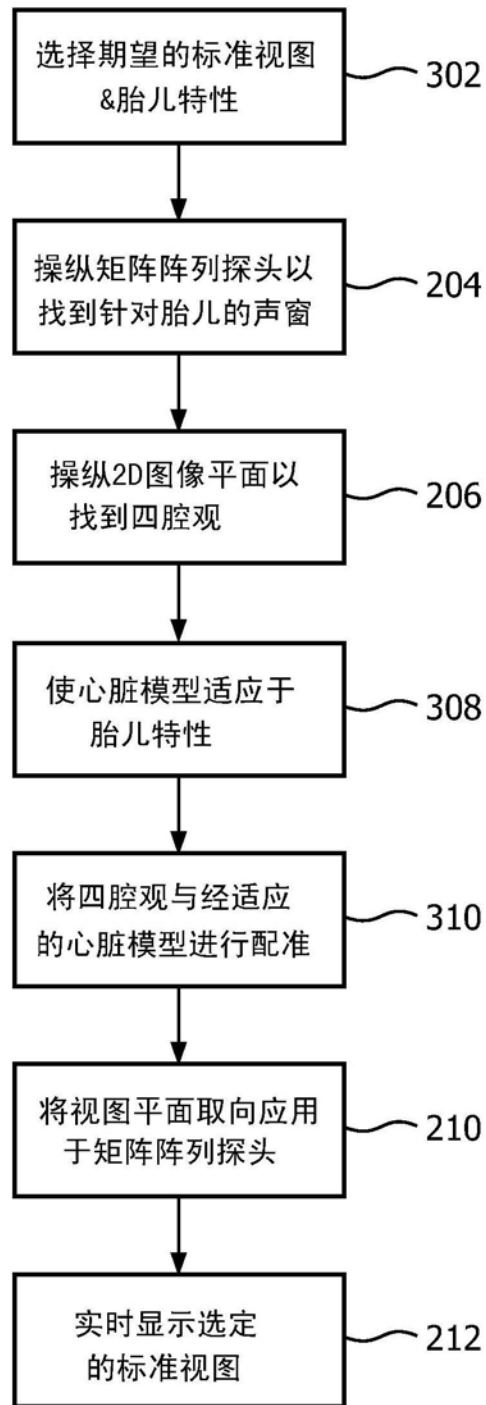 选择期望的标准视图
&胎儿特性
302
操纵矩阵阵列探头以
找到针对胎儿的声窗
204
操纵2D图像平面以
找到四腔观
206
使心脏模型适应于
胎儿特性
308
将四腔观与经适应
的心脏模型进行配准
310
将视图平面取向应用
于矩阵阵列探头
210
实时显示选定
的标准视图
212